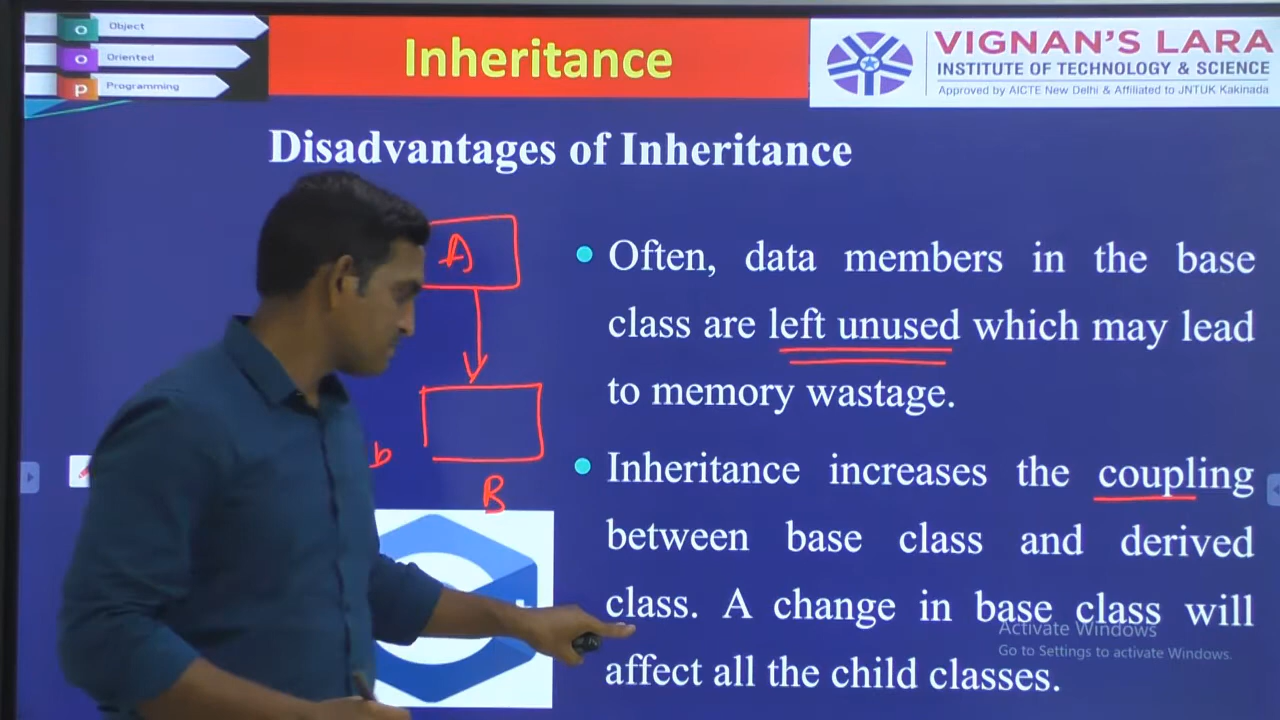 O Object
O Oriented
P Programming
Inheritance
VIGNAN'S LARA
INSTITUTE OF TECHNOLOGY & SCIENCE
Approved by AICTE New Delhi & Affiliated to JNTUK Kakinada
Disadvantages of Inheritance
A
b
B
Often, data members in the base
class are left unused which may lead
to memory wastage.
Inheritance increases the coupling
between base class and derived
class. A change in base class will
affect all the child classes.
Activate Windows
Go to Settings to activate Windows.